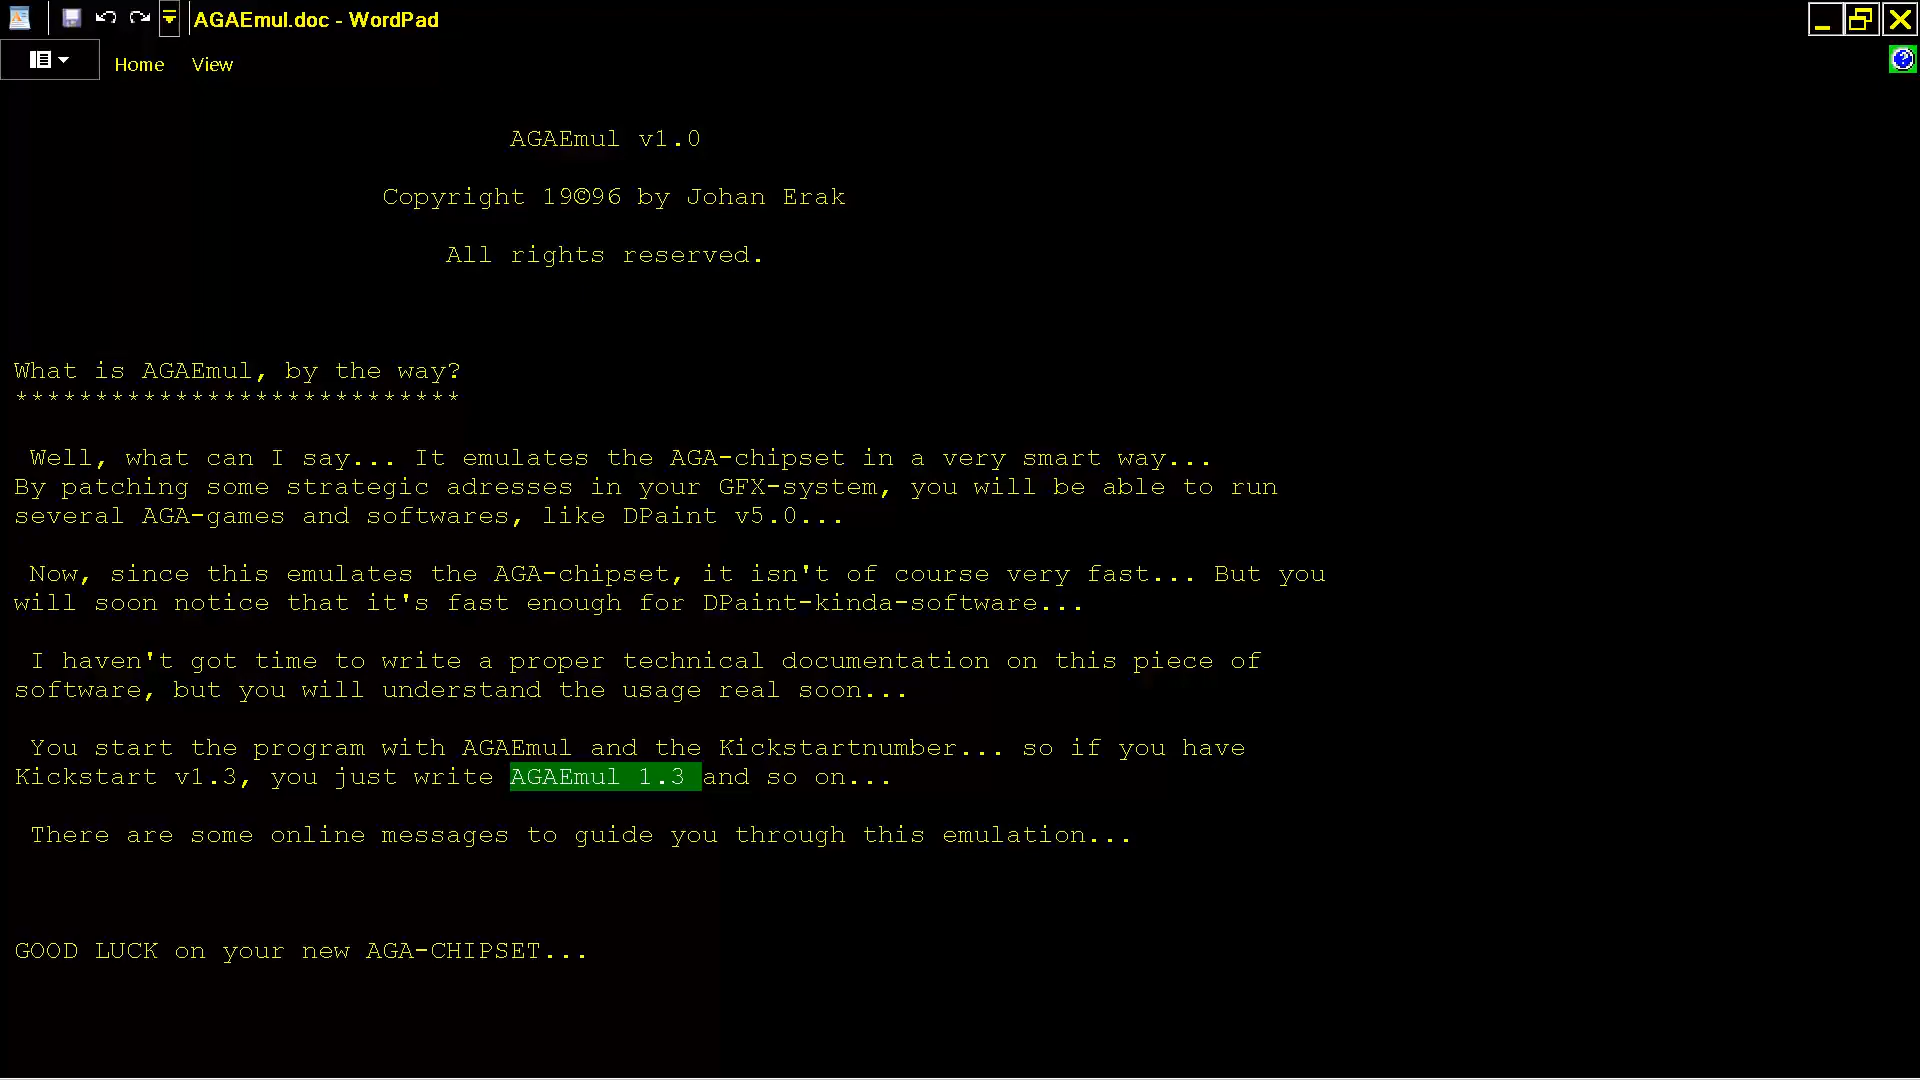 AGAEmul.doc - WordPad
Home View
AGAEmul v1.0
Copyright 19©96 by Johan Erak
All rights reserved.
What is AGAEmul, by the way?
****************************
Well, what can I say... It emulates the AGA-chipset in a very smart way...
By patching some strategic adresses in your GFX-system, you will be able to run
several AGA-games and softwares, like DPaint v5.0...
Now, since this emulates the AGA-chipset, it isn't of course very fast... But you
will soon notice that it's fast enough for DPaint-kinda-software...
I haven't got time to write a proper technical documentation on this piece of
software, but you will understand the usage real soon...
You start the program with AGAEmul and the Kickstartnumber... so if you have
Kickstart v1.3, you just write AGAEmul 1.3 and so on...
There are some online messages to guide you through this emulation...
GOOD LUCK on your new AGA-CHIPSET...